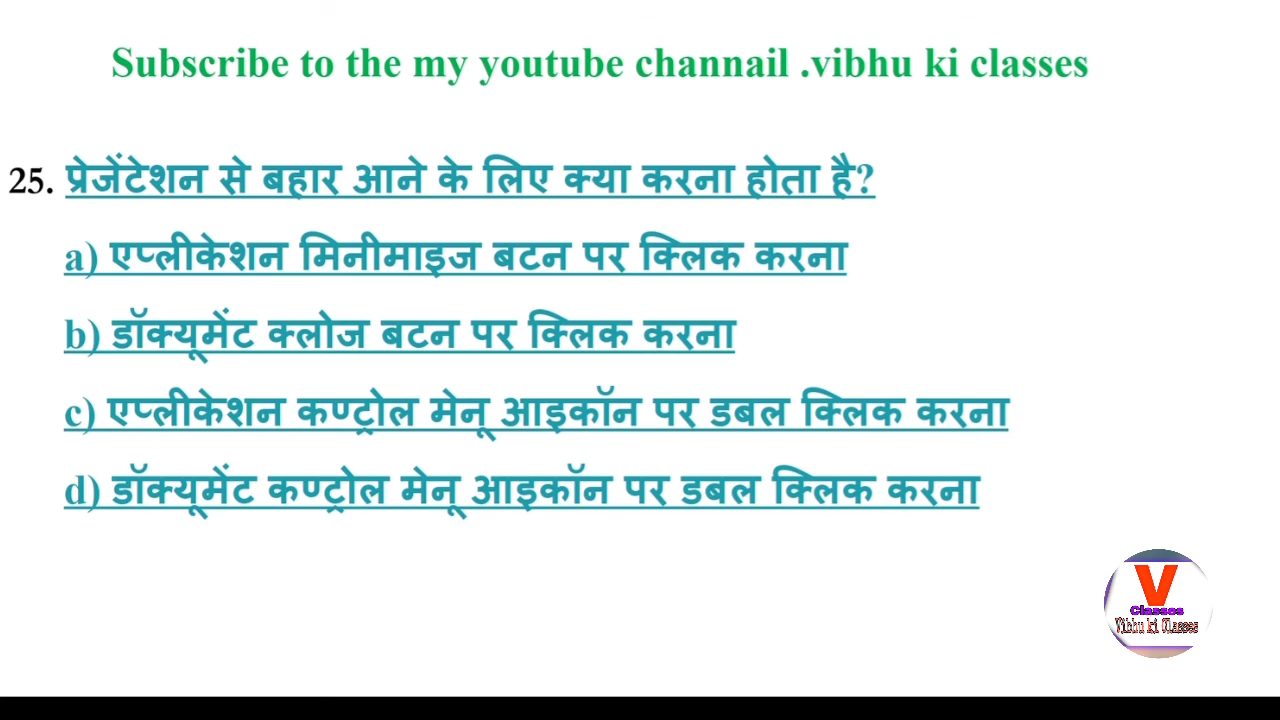 Subscribe to the my youtube channail .vibhu ki classes
25. प्रेजेंटेशन से बहार आने के लिए क्या करना होता है?
a) एप्लीकेशन मिनीमाइज बटन पर क्लिक करना
b) डॉक्यूमेंट क्लोज बटन पर क्लिक करना
c) एप्लीकेशन कण्ट्रोल मेनू आइकॉन पर डबल क्लिक करना
d) डॉक्यूमेंट कण्ट्रोल मेनू आइकॉन पर डबल क्लिक करना
V
Classes
Vibhu ki Classes